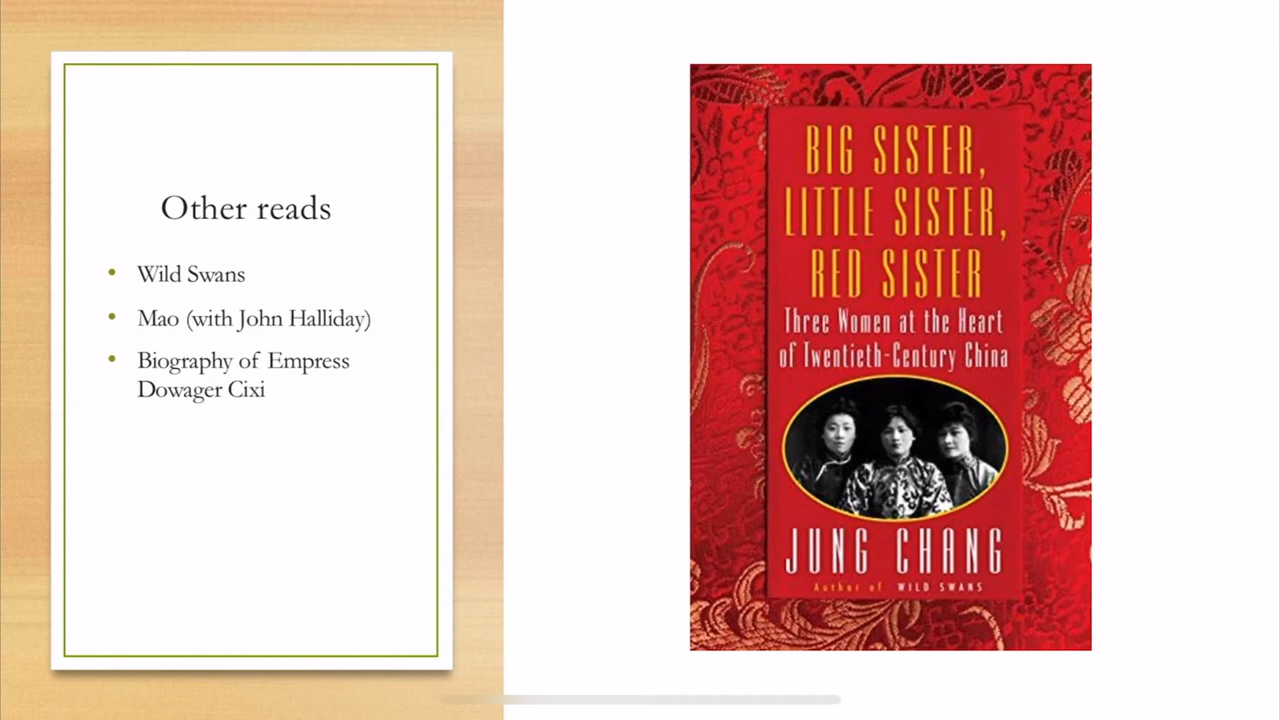 Other reads
Wild Swans
Mao (with John Halliday)
Biography of Empress
Dowager Cixi
BIG SISTER,
LITTLE SISTER,
RED SISTER
Three Women at the Heart
of Twentieth-Century China
JUNG CHANG
Author of WILD SWANS